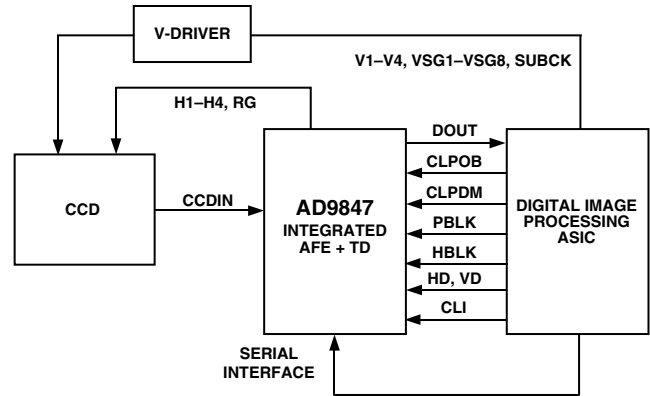 V-DRIVER
V1–V4, VSG1–VSG8, SUBCK
H1–H4, RG
DOUT
CLPOB
CCD
CCDIN
AD9847
INTEGRATED
AFE + TD
CLPDM
PBLK
HBLK
HD, VD
CLI
DIGITAL IMAGE
PROCESSING
ASIC
SERIAL
INTERFACE